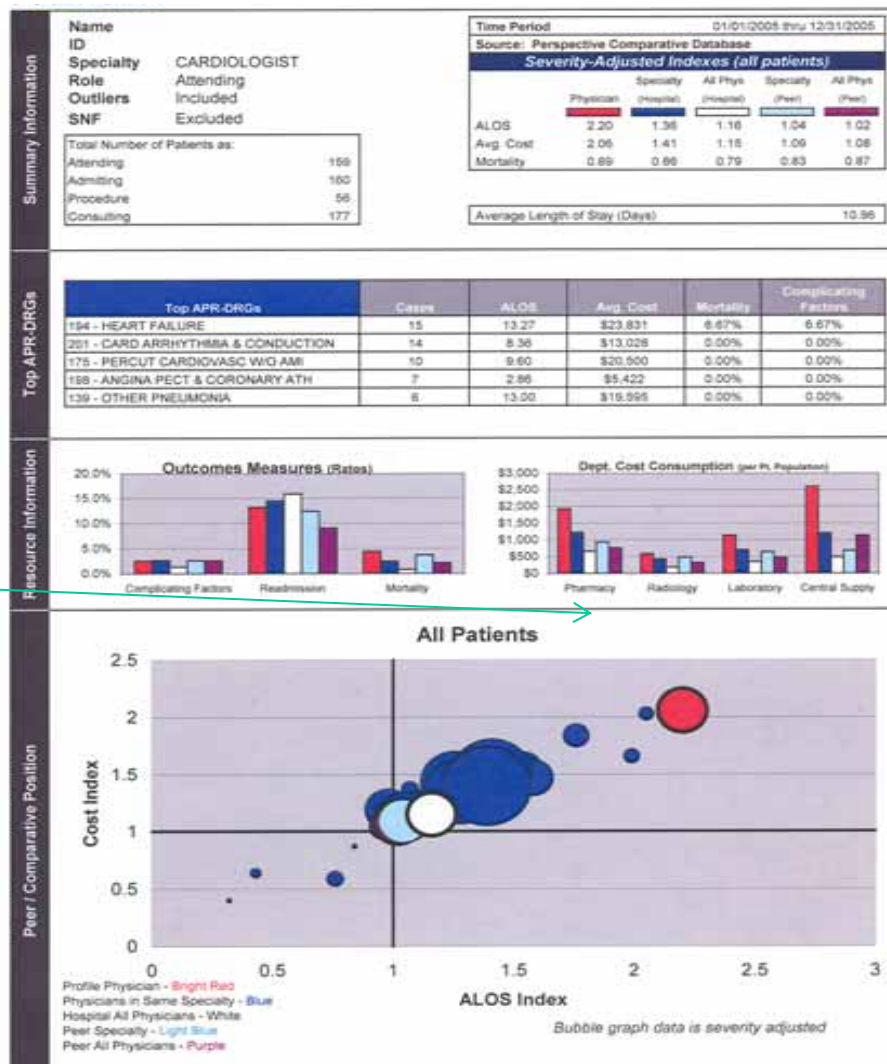 Summary Information
Name
ID
Specialty CARDIOLOGIST
Role Attending
Outliers Included
SNF Excluded
Total Number of Patients as:
Attending 159
Admitting 160
Procedure 56
Consulting 177
Time Period 01/01/2005 thru 12/31/2005
Source: Perspective Comparative Database
Severity-Adjusted Indexes (all patients)
Specialty All Phys Specialty All Phys
Physician (Hospital) (Hospital) (Peer) (Peer)
ALOS 2.20 1.36 1.16 1.04 1.02
Avg. Cost 2.06 1.41 1.15 1.09 1.08
Mortality 0.89 0.86 0.79 0.83 0.87
Average Length of Stay (Days) 10.96
Top APR-DRGs
Top APR-DRGs Cases ALOS Avg. Cost Mortality Complicating Factors
194 - HEART FAILURE 15 13.27 $23,831 6.67% 6.67%
201 - CARD ARRHYTHMIA & CONDUCTION 14 8.36 $13,026 0.00% 0.00%
175 - PERCUT CARDIOVASC W/O AMI 10 9.60 $20,500 0.00% 0.00%
198 - ANGINA PECT & CORONARY ATH 7 2.86 $5,422 0.00% 0.00%
139 - OTHER PNEUMONIA 6 13.00 0.00% 0.00%
Resource Information
Outcomes Measures (Rates)
20.0%
15.0%
10.0%
5.0%
0.0%
Complicating Factors Readmission Mortality
Dept. Cost Consumption (per Pt. Population)
$3,000
$2,500
$2,000
$1,500
$1,000
$500
$0
Pharmacy Radiology Laboratory Central Supply
Peer / Comparative Position
All Patients
Cost Index
2.5
2
1.5
1
0.5
0
0 0.5 1 1.5 2 2.5 3
ALOS Index
Profile Physician - Bright Red
Physicians in Same Specialty - Blue
Hospital All Physicians - White
Peer Specialty - Light Blue
Peer All Physicians - Purple
Bubble graph data is severity adjusted